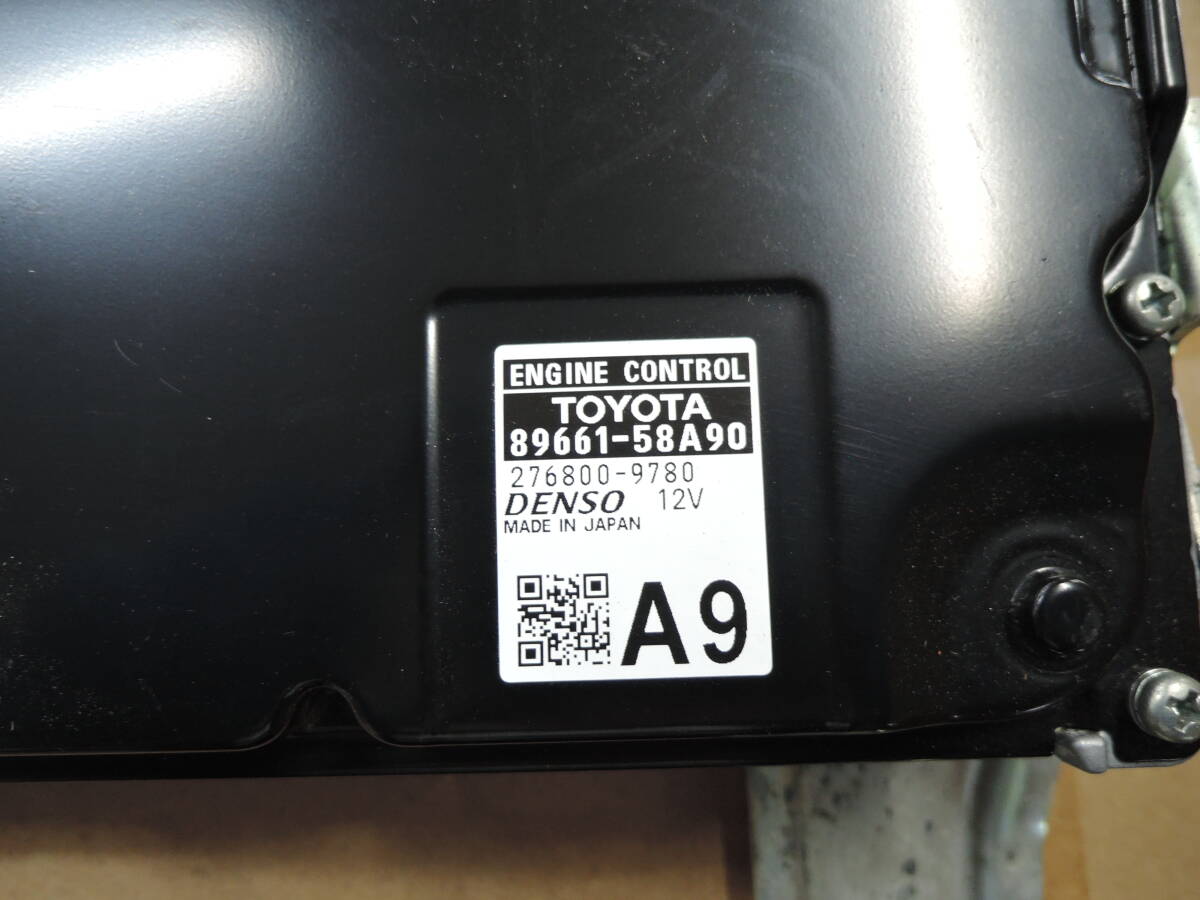 ENGINE CONTROL
TOYOTA
89661-58A90
276800-9780
DENSO 12V
MADE IN JAPAN
A9